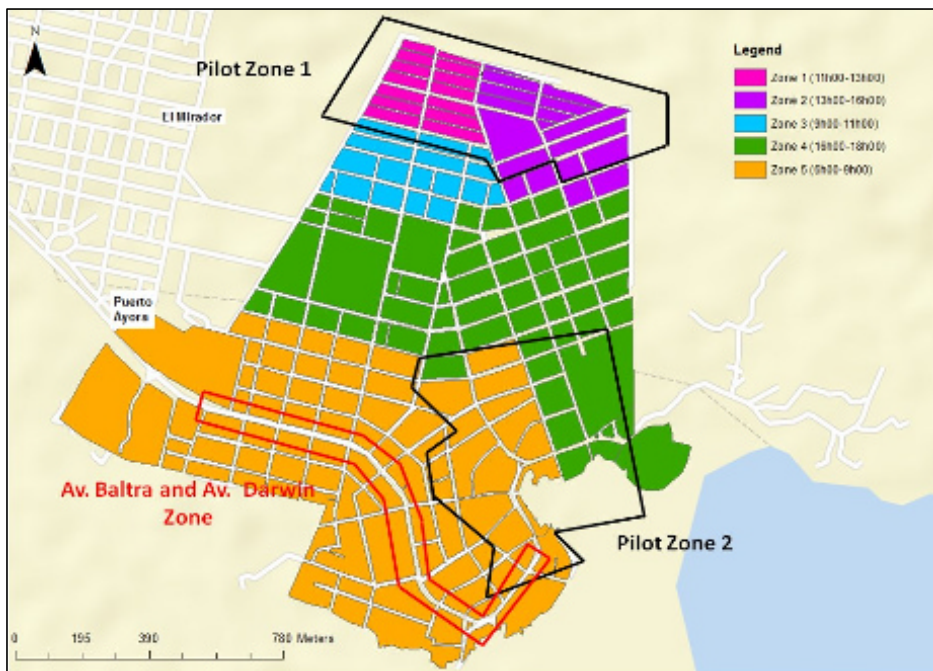 N
Pilot Zone 1
El Mirador
Legend
Zone 1 (11h00-13h00)
Zone 2 (13h00-16h00)
Zone 3 (9h00-11h00)
Zone 4 (16h00-18h00)
Zone 5 (6h00-9h00)
Puerto
Ayora
Av. Baltra and Av. Darwin
Zone
Pilot Zone 2
0 195 390 780 Meters